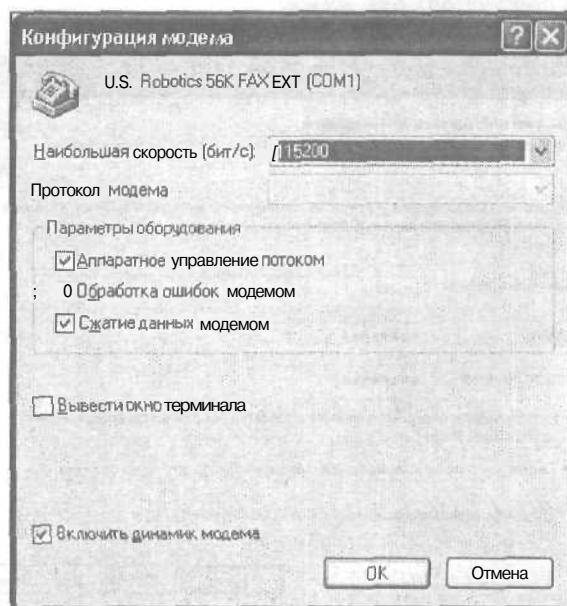 Конфигурация модема
U.S. Robotics 56K FAX EXT (COM1)
Наибольшая скорость (бит/с): [115200
Протокол модема
Параметры оборудования
Аппаратное управление потоком
; 0 Обработка ошибок модемом
Сжатие данных модемом
Вывести окно терминала
Включить динамик модема
OK Отмена